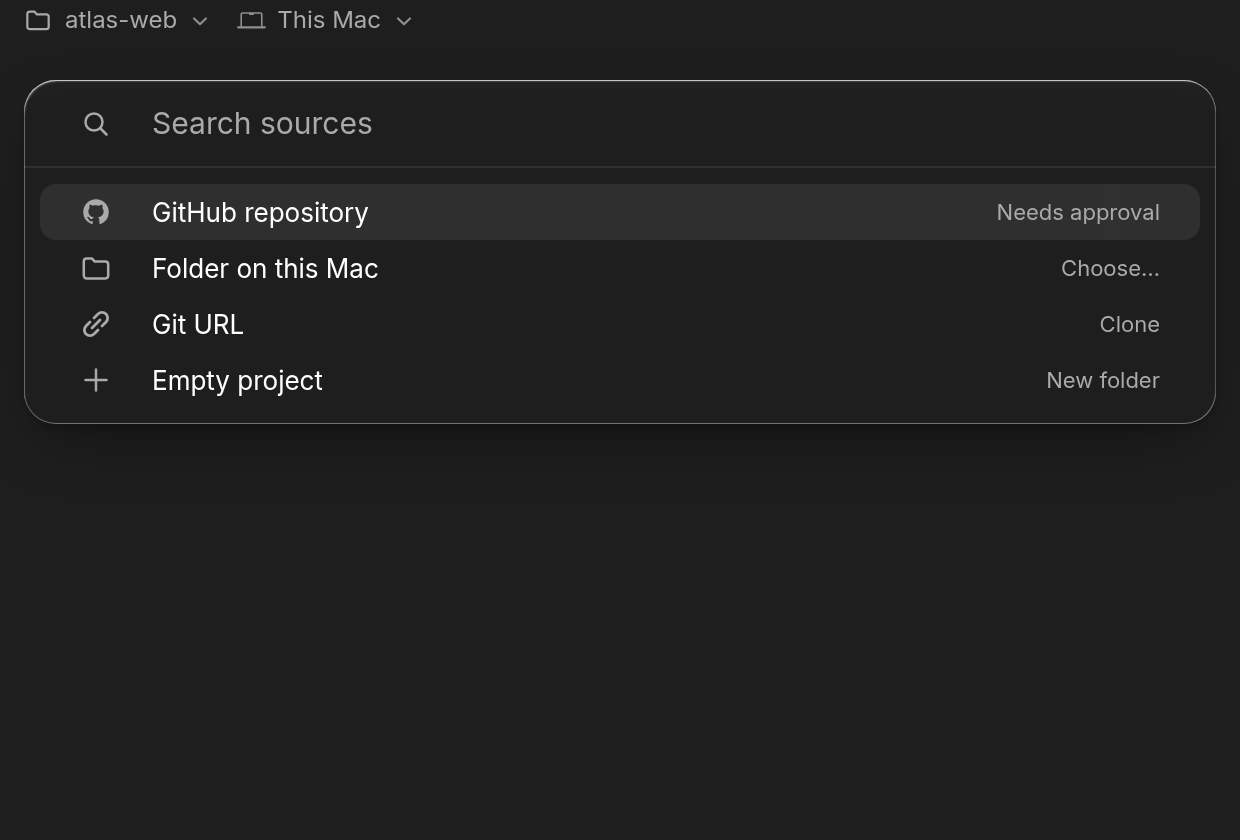 atlas-web This Mac
Search sources
GitHub repository Needs approval
Folder on this Mac Choose...
Git URL Clone
Empty project New folder